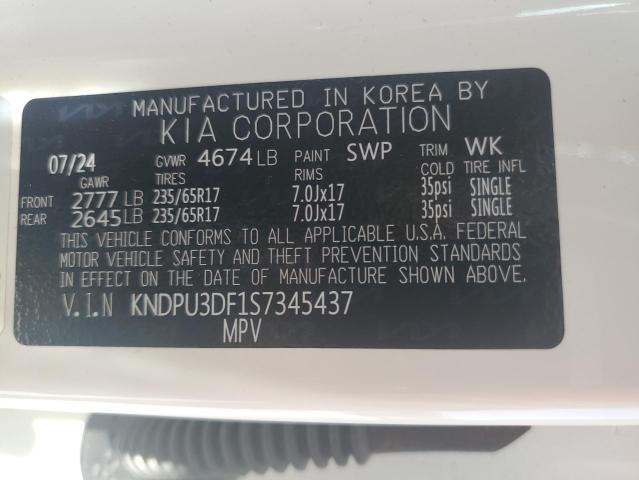 MANUFACTURED IN KOREA BY
KIA CORPORATION
07/24 GVWR 4674 LB PAINT SWP TRIM WK
GAWR TIRES RIMS COLD TIRE INFL
FRONT 2777 LB 235/65R17 7.0Jx17 35psi SINGLE
REAR 2645 LB 235/65R17 7.0Jx17 35psi SINGLE
THIS VEHICLE CONFORMS TO ALL APPLICABLE U.S.A. FEDERAL
MOTOR VEHICLE SAFETY AND THEFT PREVENTION STANDARDS
IN EFFECT ON THE DATE OF MANUFACTURE SHOWN ABOVE.
V.I.N KNDPU3DF1S7345437
MPV